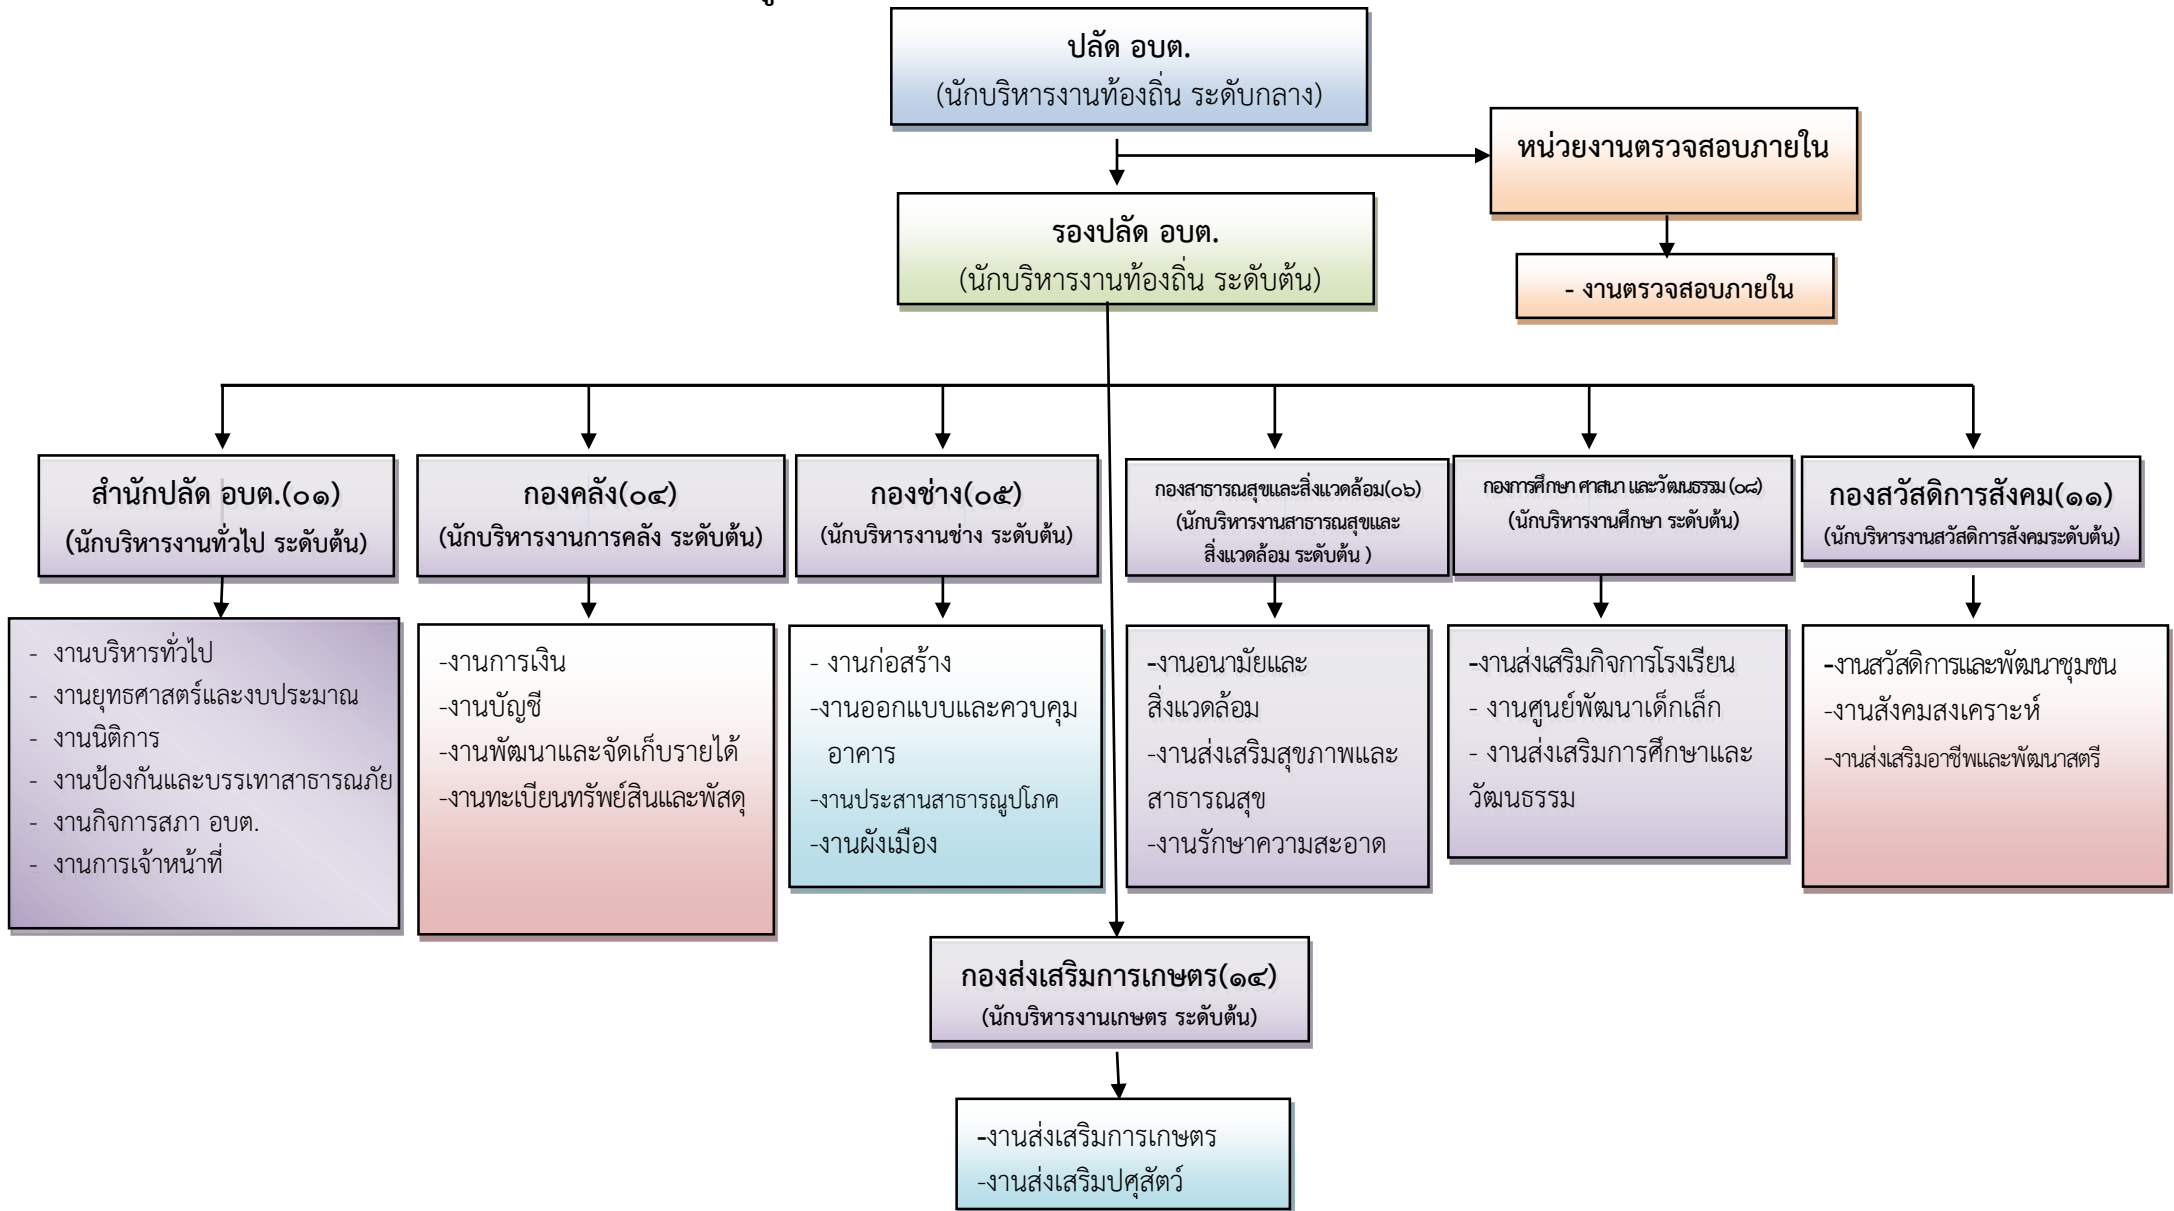 ปลัด อบต.
(นักบริหารงานท้องถิ่น ระดับกลาง)
หน่วยงานตรวจสอบภายใน
รองปลัด อบต.
(นักบริหารงานท้องถิ่น ระดับต้น)
- งานตรวจสอบภายใน
สำนักปลัด อบต.(๐๑)
(นักบริหารงานทั่วไป ระดับต้น)
กองคลัง(๐๔)
(นักบริหารงานการคลัง ระดับต้น)
กองช่าง(๐๕)
(นักบริหารงานช่าง ระดับต้น)
กองสาธารณสุขและสิ่งแวดล้อม(๐๖)
(นักบริหารงานสาธารณสุขและ
สิ่งแวดล้อม ระดับต้น )
กองการศึกษา ศาสนา และวัฒนธรรม (๐๘)
(นักบริหารงานศึกษา ระดับต้น)
กองสวัสดิการสังคม(๑๑)
(นักบริหารงานสวัสดิการสังคมระดับต้น)
- งานบริหารทั่วไป
- งานยุทธศาสตร์และงบประมาณ
- งานนิติการ
- งานป้องกันและบรรเทาสาธารณภัย
- งานกิจการสภา อบต.
- งานการเจ้าหน้าที่
-งานการเงิน
-งานบัญชี
-งานพัฒนาและจัดเก็บรายได้
-งานทะเบียนทรัพย์สินและพัสดุ
- งานก่อสร้าง
-งานออกแบบและควบคุม
อาคาร
-งานประสานสาธารณูปโภค
-งานผังเมือง
-งานอนามัยและ
สิ่งแวดล้อม
-งานส่งเสริมสุขภาพและ
สาธารณสุข
-งานรักษาความสะอาด
-งานส่งเสริมกิจการโรงเรียน
- งานศูนย์พัฒนาเด็กเล็ก
- งานส่งเสริมการศึกษาและ
วัฒนธรรม
-งานสวัสดิการและพัฒนาชุมชน
-งานสังคมสงเคราะห์
-งานส่งเสริมอาชีพและพัฒนาสตรี
กองส่งเสริมการเกษตร(๑๔)
(นักบริหารงานเกษตร ระดับต้น)
-งานส่งเสริมการเกษตร
-งานส่งเสริมปศุสัตว์